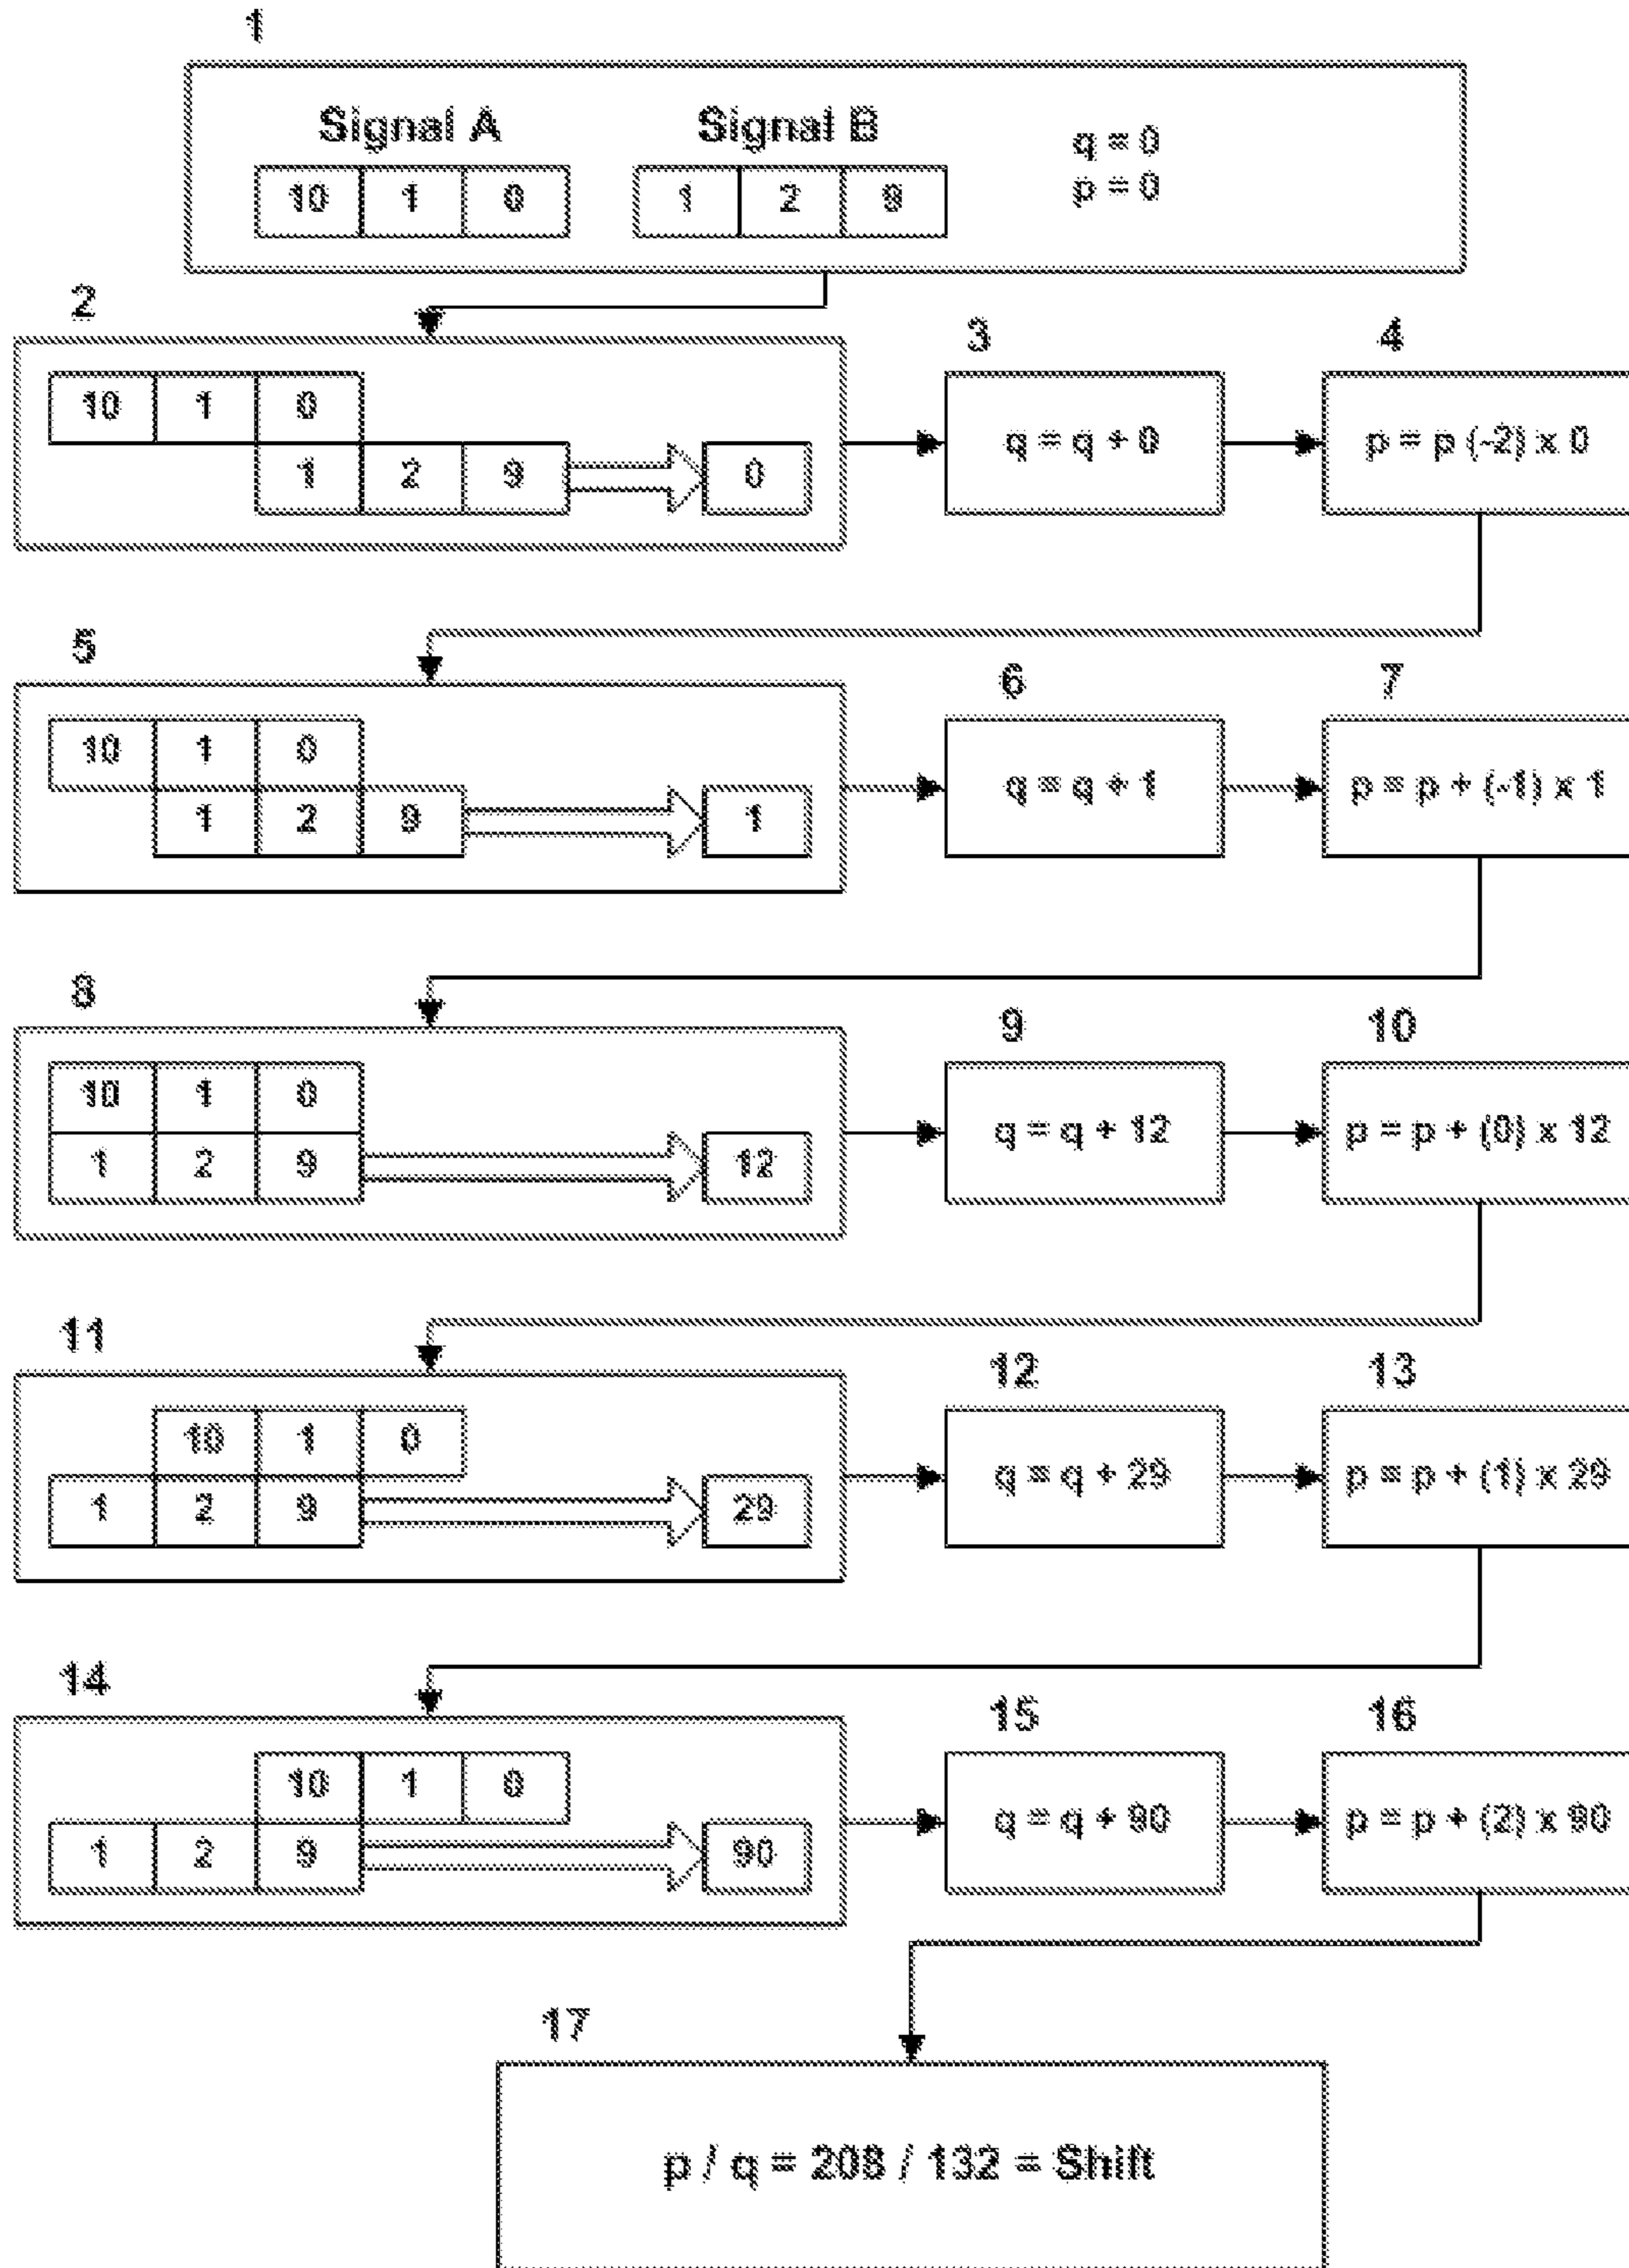 1
Signal A Signal B
q = 0
10 1 0 1 2 9
p = 0
2
3
4
10 1 0
1 2 9 0
q = q + 0
p = p (-2) x 0
5
6
7
10 1 0
1 2 9 1
q = q + 1
p = p + (-1) x 1
8
9
10
10 1 0
1 2 9 12
q = q + 12
p = p + (0) x 12
11
12
13
10 1 0
1 2 9 29
q = q + 29
p = p + (1) x 29
14
15
16
10 1 0
1 2 9 90
q = q + 90
p = p + (2) x 90
17
p / q = 208 / 132 = Shift